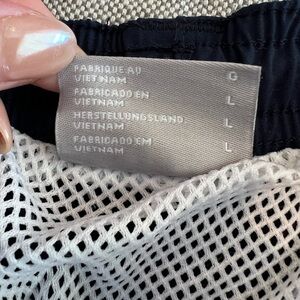 FABRIQUE AU
VIETNAM
G
FABRICADO EN
VIETNAM
L
HERSTELLUNGSLAND:
VIETNAM
L
FABRICADO EM
VIETNAM
L